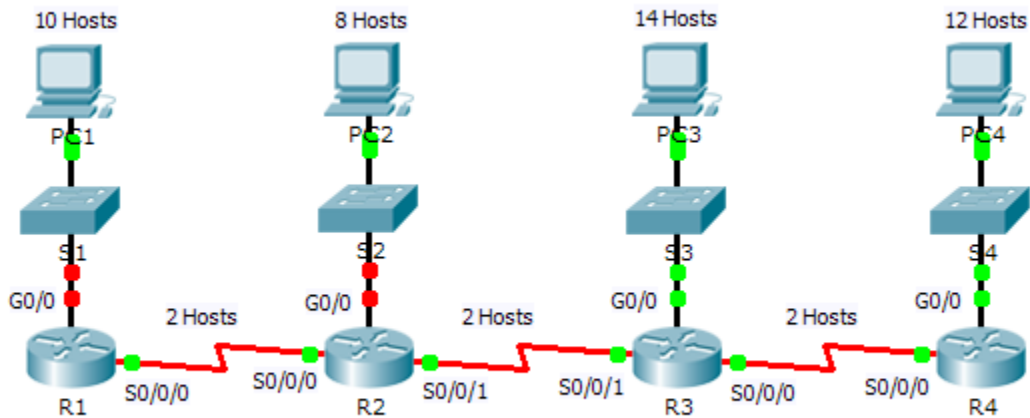 10 Hosts
8 Hosts
14 Hosts
12 Hosts
PC1
PC2
PC3
PC4
S1
S2
S3
S4
G0/0
G0/0
G0/0
G0/0
2 Hosts
2 Hosts
2 Hosts
S0/0/0
S0/0/0
S0/0/1
S0/0/1
S0/0/0
S0/0/0
R1
R2
R3
R4